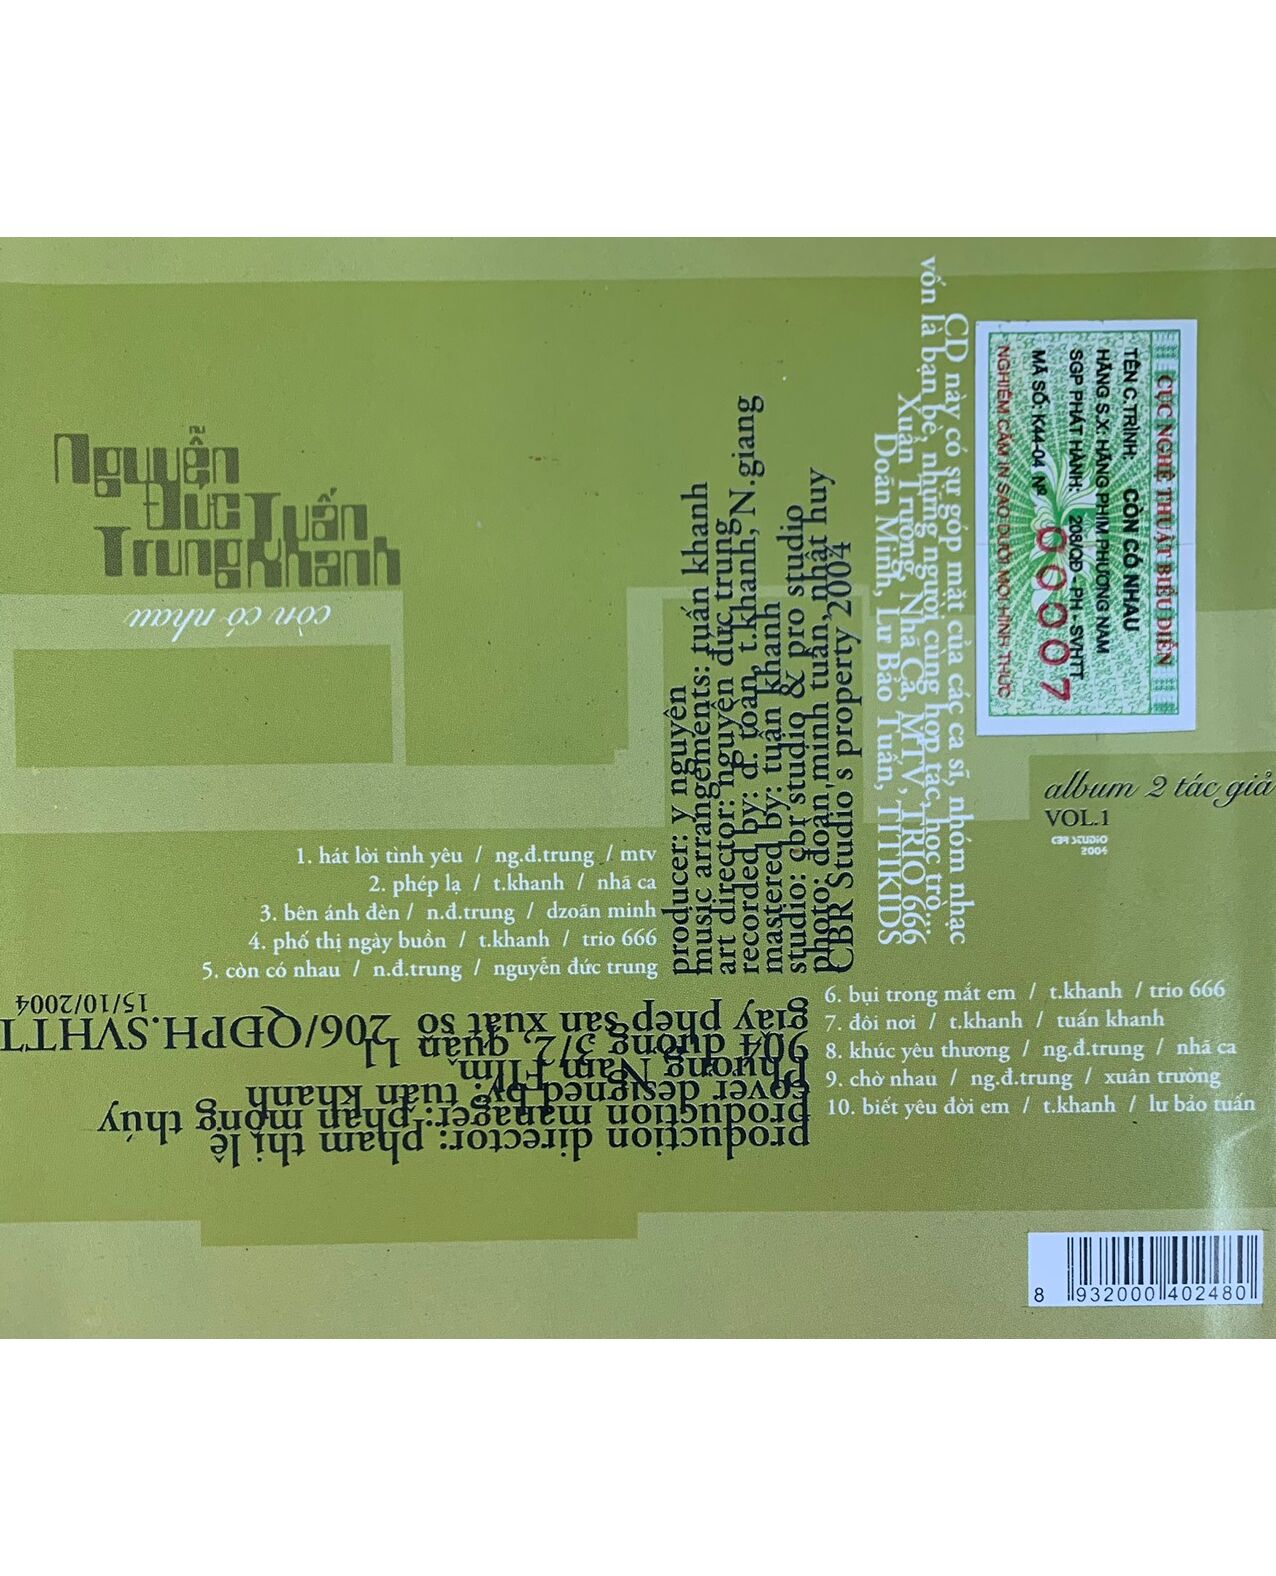 Nguyễn
Đức Tuấn
Trung Khanh
còn có nhau
1. hát lời tình yêu / ng.đ.trung / mtv
2. phép lạ / t.khanh / nhã ca
3. bên ánh đèn / n.đ.trung / dzoãn minh
4. phố thị ngày buồn / t.khanh / trio 666
5. còn có nhau / n.đ.trung / nguyễn đức trung
6. bụi trong mắt em / t.khanh / trio 666
7. đôi nơi / t.khanh / tuấn khanh
8. khúc yêu thương / ng.đ.trung / nhã ca
9. chờ nhau / ng.đ.trung / xuân trường
10. biết yêu đời em / t.khanh / lư bảo tuấn
producer: y nguyên
music arrangements: tuấn khanh
art director: nguyễn đức trung
recorded by: d. toàn, t.khanh, N.giang
mastered by: tuấn khanh
studio: cbr studio & pro studio
photo: đoan minh tuấn, nhật huy
CBR Studio's property 2004
CD này có sự góp mặt của các ca sĩ, nhóm nhạc
vốn là bạn bè, những người cùng hợp tác, học trò...
Xuân Trường, Nhã Ca, MTV, TRIO 666
Doãn Minh, Lư Bảo Tuấn, TITIKIDS
CỤC NGHỆ THUẬT BIỂU DIỄN
TÊN C.TRÌNH: CÒN CÓ NHAU
HÃNG S.X: HÃNG PHIM PHƯƠNG NAM
SGP PHÁT HÀNH: 208/QĐ.PH - SVHTT
MÃ SỐ: K44-04 Nº 00007
NGHIÊM CẤM IN SAO DƯỚI MỌI HÌNH THỨC
album 2 tác giả
VOL.1
CBR STUDIO
2004
production director: phạm thị lê
production manager: phan mộng thúy
cover designed by: tuấn khanh
Phương Nam Film
904 đường 3/2, quận 11
giấy phép sản xuất số 206/QĐPH.SVHTT
15/10/2004
8 932000 402480